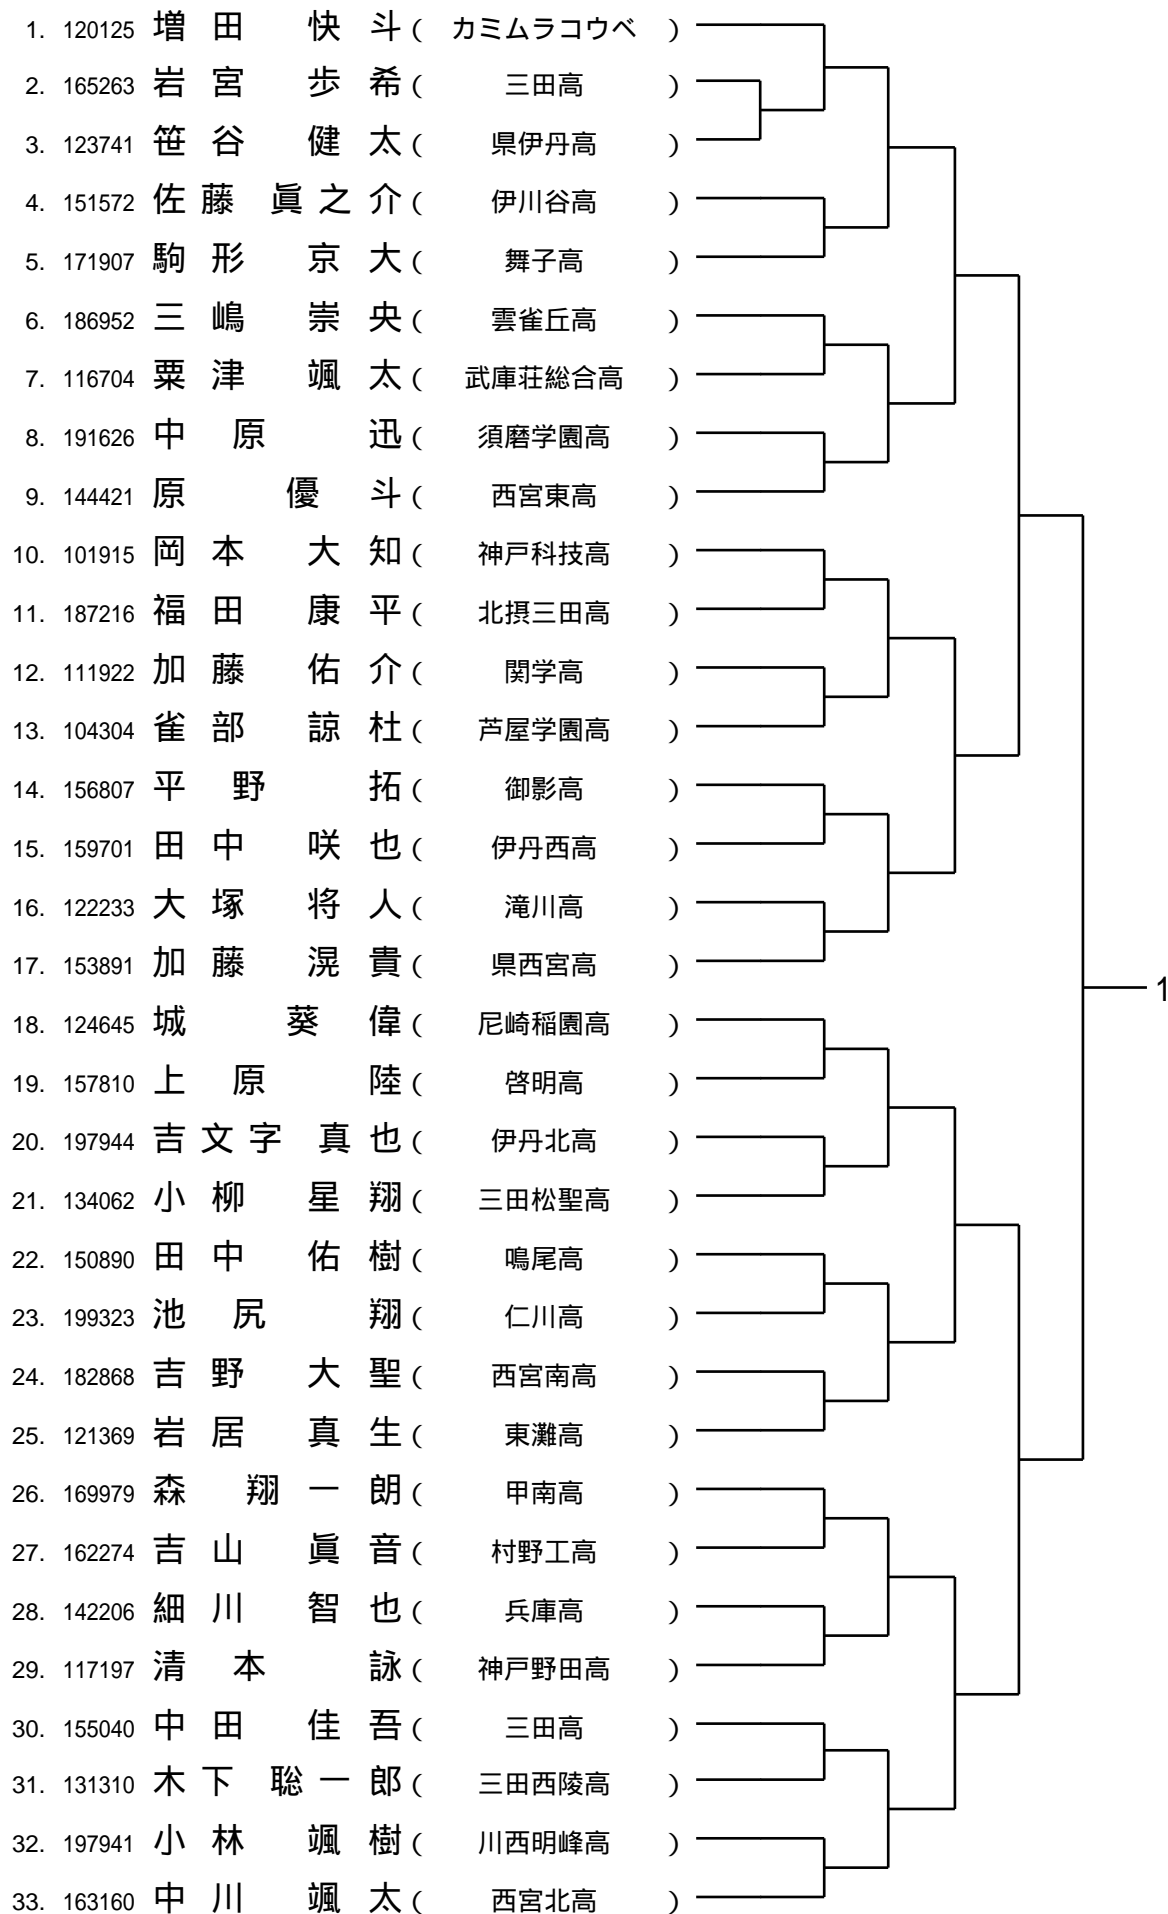 1. 120125 増田 快斗 ( カミムラコウベ )
2. 165263 岩宮 歩希 ( 三田高 )
3. 123741 笹谷 健太 ( 県伊丹高 )
4. 151572 佐藤 眞之介 ( 伊川谷高 )
5. 171907 駒形 京大 ( 舞子高 )
6. 186952 三嶋 崇央 ( 雲雀丘高 )
7. 116704 粟津 颯太 ( 武庫荘総合高 )
8. 191626 中原 迅 ( 須磨学園高 )
9. 144421 原 優斗 ( 西宮東高 )
10. 101915 岡本 大知 ( 神戸科技高 )
11. 187216 福田 康平 ( 北摂三田高 )
12. 111922 加藤 佑介 ( 関学高 )
13. 104304 雀部 諒杜 ( 芦屋学園高 )
14. 156807 平野 拓 ( 御影高 )
15. 159701 田中 咲也 ( 伊丹西高 )
16. 122233 大塚 将人 ( 滝川高 )
17. 153891 加藤 滉貴 ( 県西宮高 )
1
18. 124645 城 葵偉 ( 尼崎稲園高 )
19. 157810 上原 陸 ( 啓明高 )
20. 197944 吉文字 真也 ( 伊丹北高 )
21. 134062 小柳 星翔 ( 三田松聖高 )
22. 150890 田中 佑樹 ( 鳴尾高 )
23. 199323 池尻 翔 ( 仁川高 )
24. 182868 吉野 大聖 ( 西宮南高 )
25. 121369 岩居 真生 ( 東灘高 )
26. 169979 森 翔一朗 ( 甲南高 )
27. 162274 吉山 眞音 ( 村野工高 )
28. 142206 細川 智也 ( 兵庫高 )
29. 117197 清本 詠 ( 神戸野田高 )
30. 155040 中田 佳吾 ( 三田高 )
31. 131310 木下 聡一郎 ( 三田西陵高 )
32. 197941 小林 颯樹 ( 川西明峰高 )
33. 163160 中川 颯太 ( 西宮北高 )